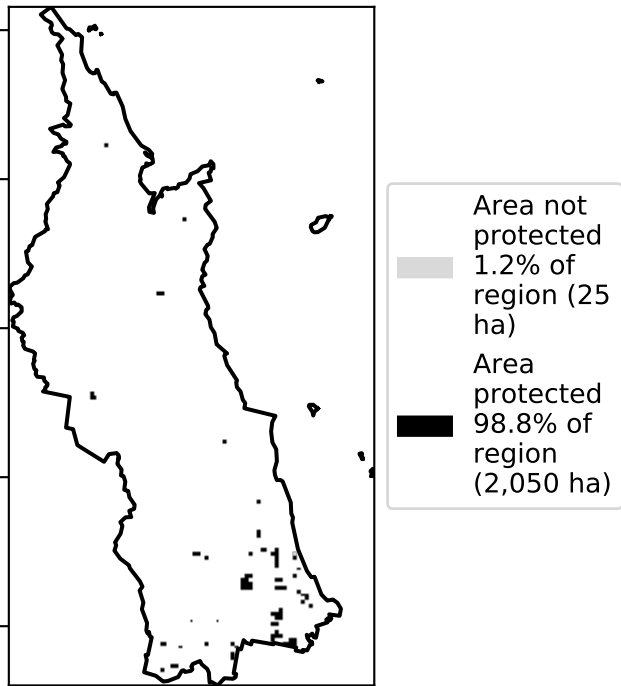 Area not
protected
1.2% of
region (25
ha)
Area
protected
98.8% of
region
(2,050 ha)